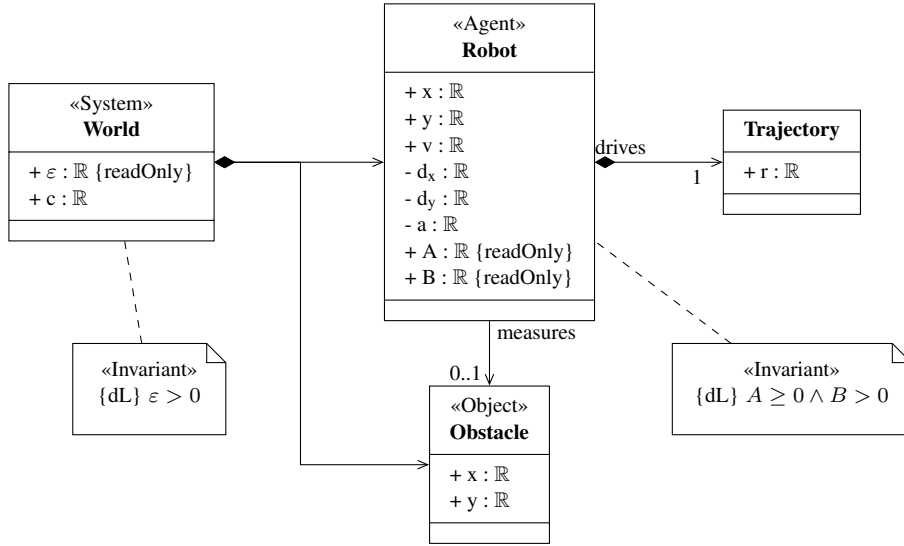 «System»
World
+ ε : ℝ {readOnly}
+ c : ℝ
«Agent»
Robot
+ x : ℝ
+ y : ℝ
+ v : ℝ
- dₓ : ℝ
- d_y : ℝ
- a : ℝ
+ A : ℝ {readOnly}
+ B : ℝ {readOnly}
drives
1
Trajectory
+ r : ℝ
measures
0..1
«Invariant»
{dL} ε > 0
«Object»
Obstacle
+ x : ℝ
+ y : ℝ
«Invariant»
{dL} A ≥ 0 ∧ B > 0